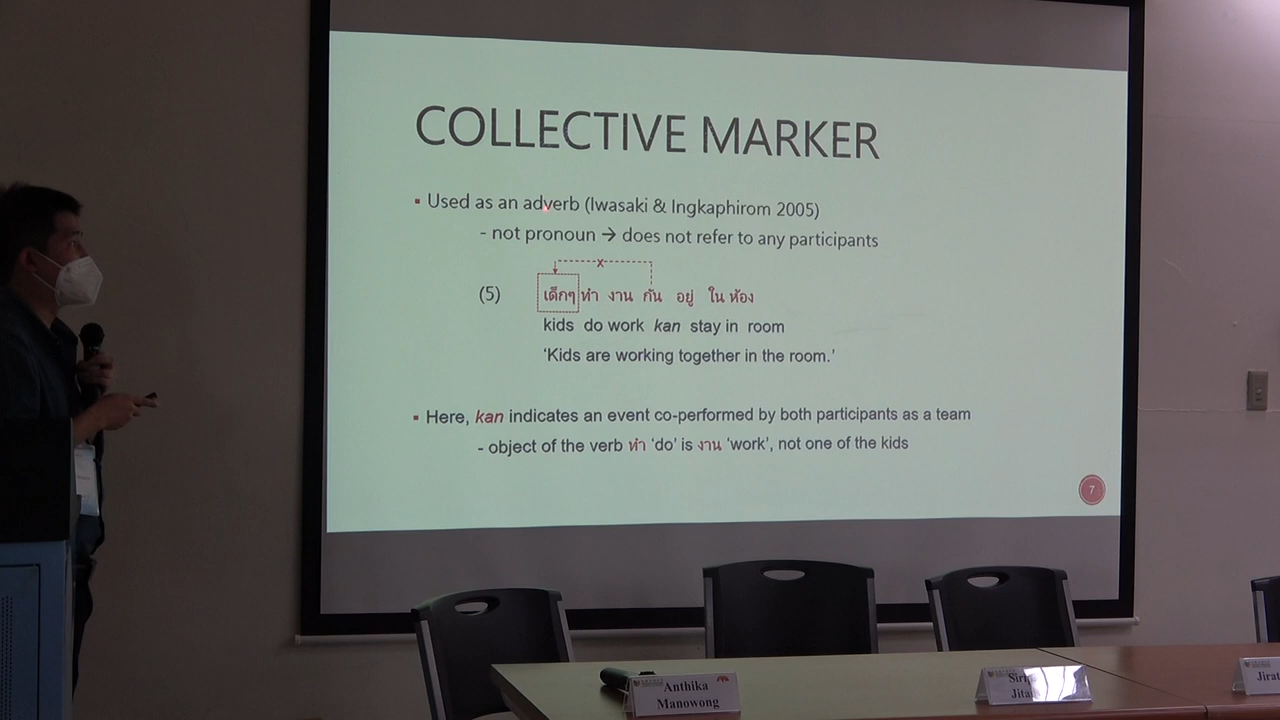 COLLECTIVE MARKER
▪ Used as an adverb (Iwasaki & Ingkaphirom 2005)
- not pronoun → does not refer to any participants
x
(5) เด็กๆ ทำ งาน กัน อยู่ ใน ห้อง
kids do work kan stay in room
‘Kids are working together in the room.’
▪ Here, kan indicates an event co-performed by both participants as a team
- object of the verb ทำ ‘do’ is งาน ‘work’, not one of the kids
7
Anthika
Manowong